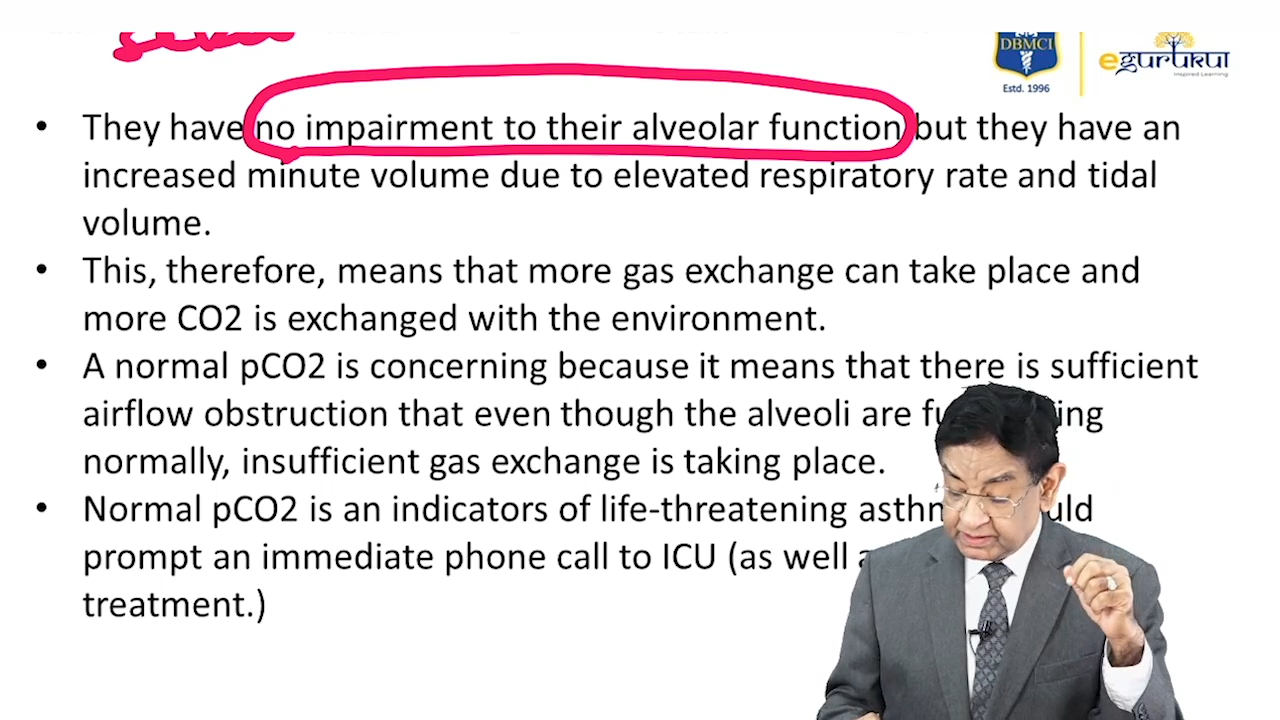 DBMCI
Estd. 1996
egurukul
Inspired Learning
• They have no impairment to their alveolar function but they have an
increased minute volume due to elevated respiratory rate and tidal
volume.
• This, therefore, means that more gas exchange can take place and
more CO2 is exchanged with the environment.
• A normal pCO2 is concerning because it means that there is sufficient
airflow obstruction that even though the alveoli are
normally, insufficient gas exchange is taking place.
• Normal pCO2 is an indicators of life-threatening
prompt an immediate phone call to ICU (as well
treatment.)